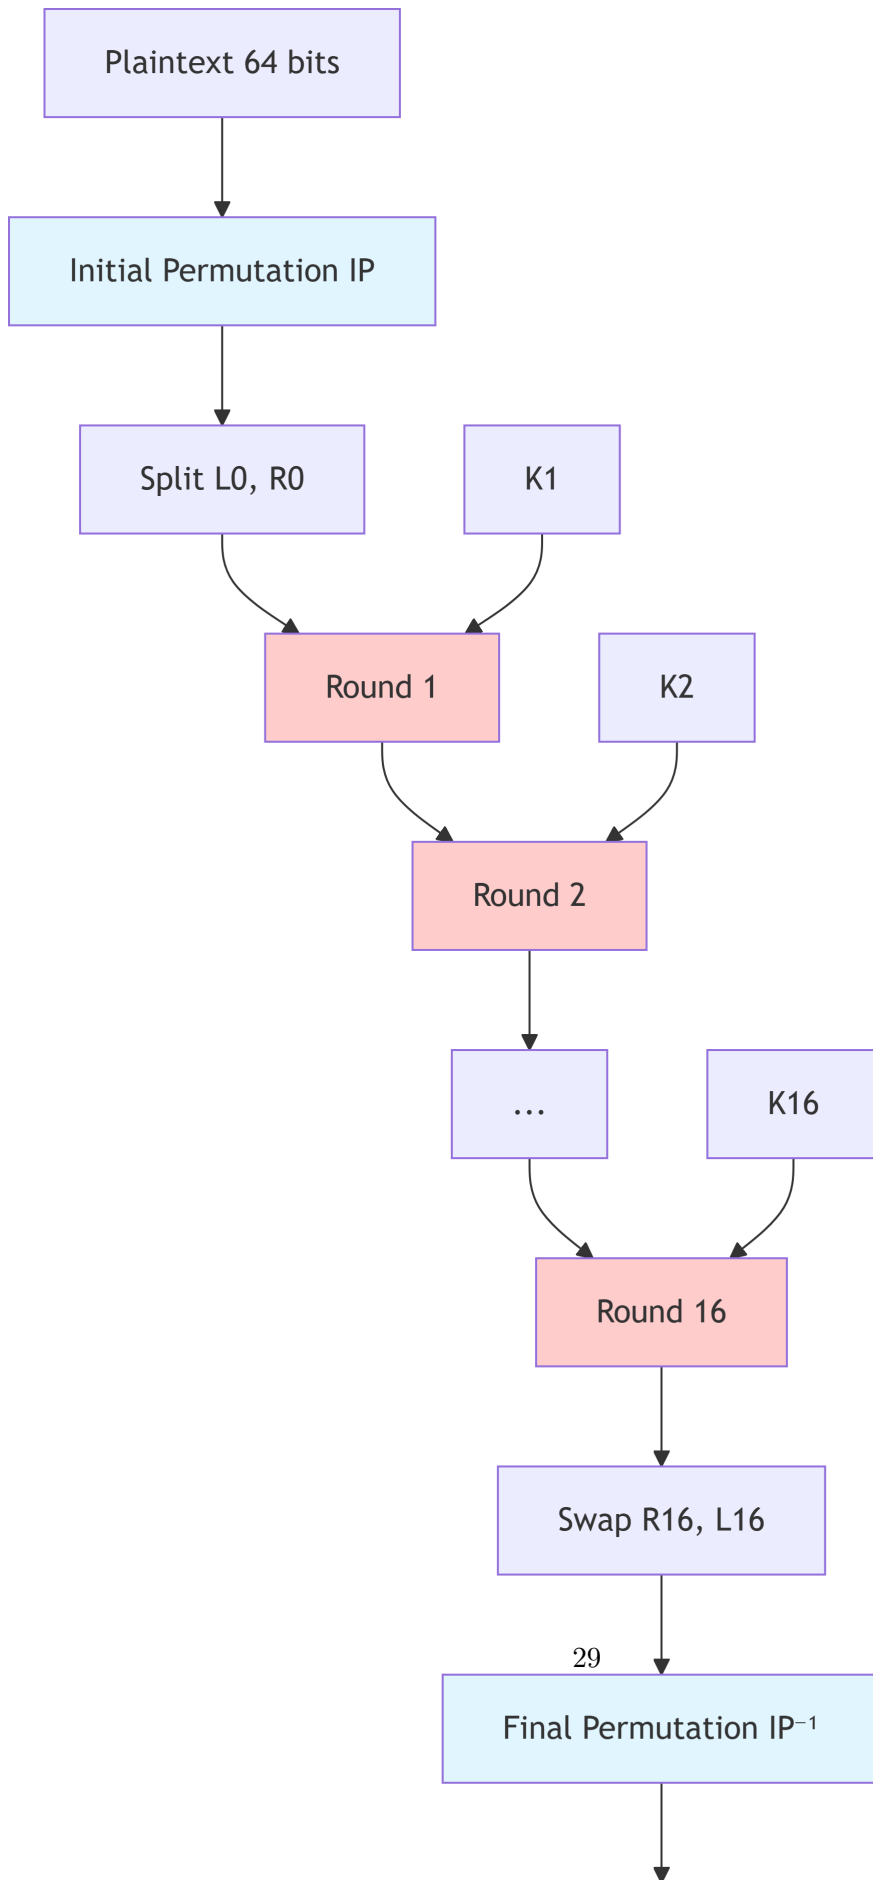 Plaintext 64 bits
Initial Permutation IP
Split L0, R0
K1
Round 1
K2
Round 2
...
K16
Round 16
Swap R16, L16
29
Final Permutation IP⁻¹